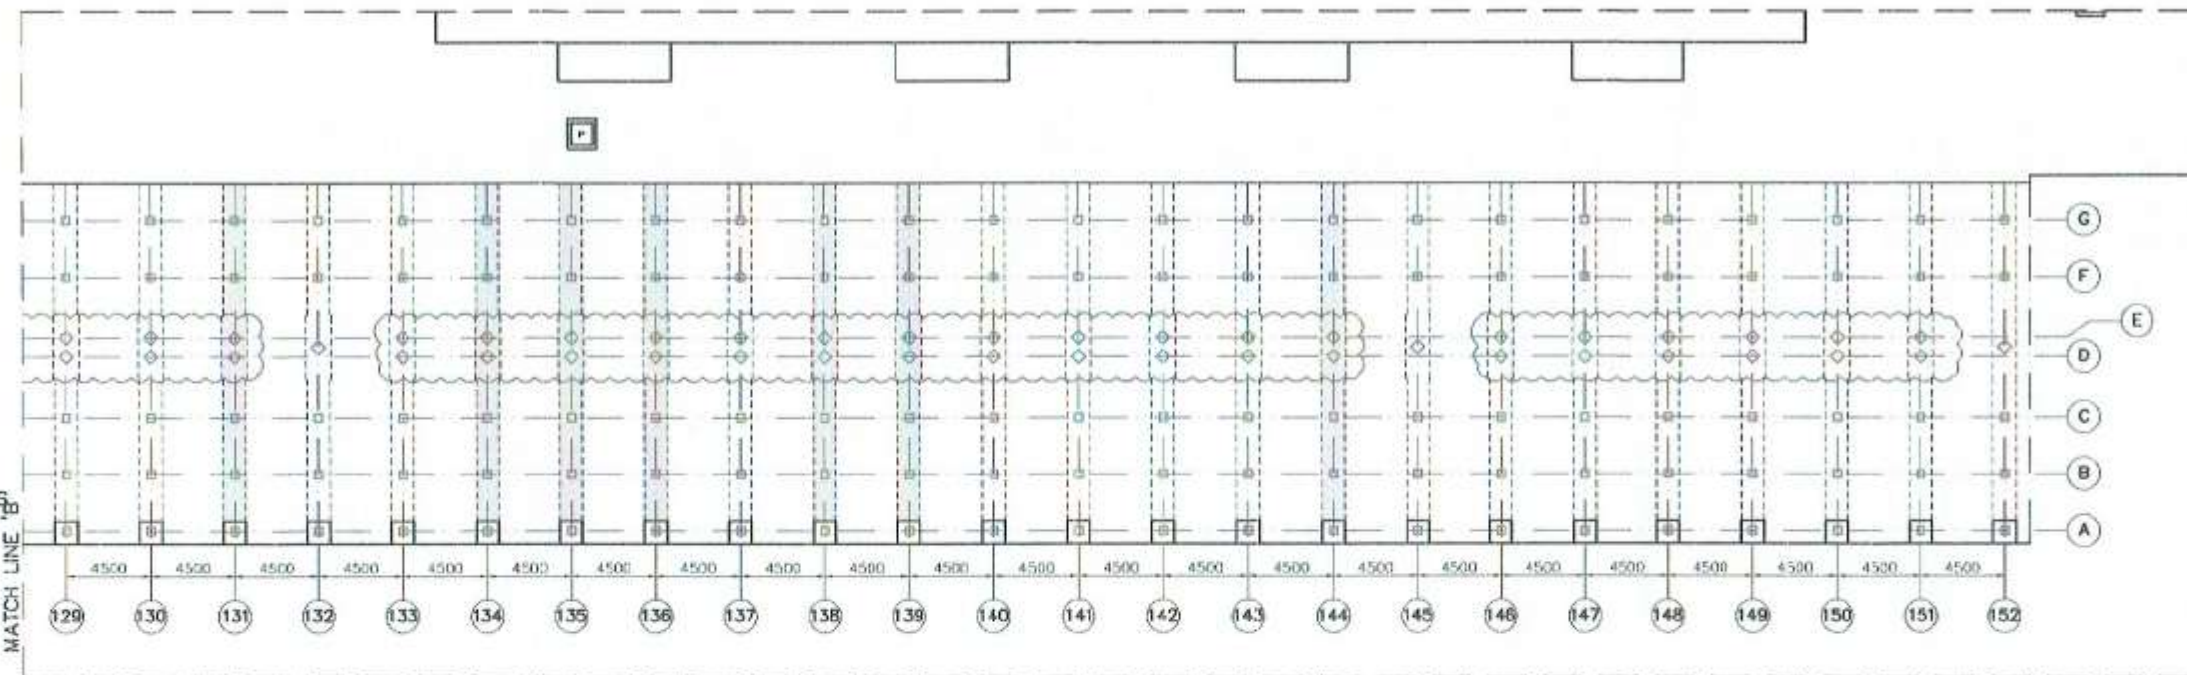 P
G
F
E
D
C
B
A
4500 4500 4500 4500 4500 4500 4500 4500 4500 4500 4500 4500 4500 4500 4500 4500 4500 4500 4500 4500 4500 4500 4500
129 130 131 132 133 134 135 136 137 138 139 140 141 142 143 144 145 146 147 148 149 150 151 152
MATCH LINE 'B'